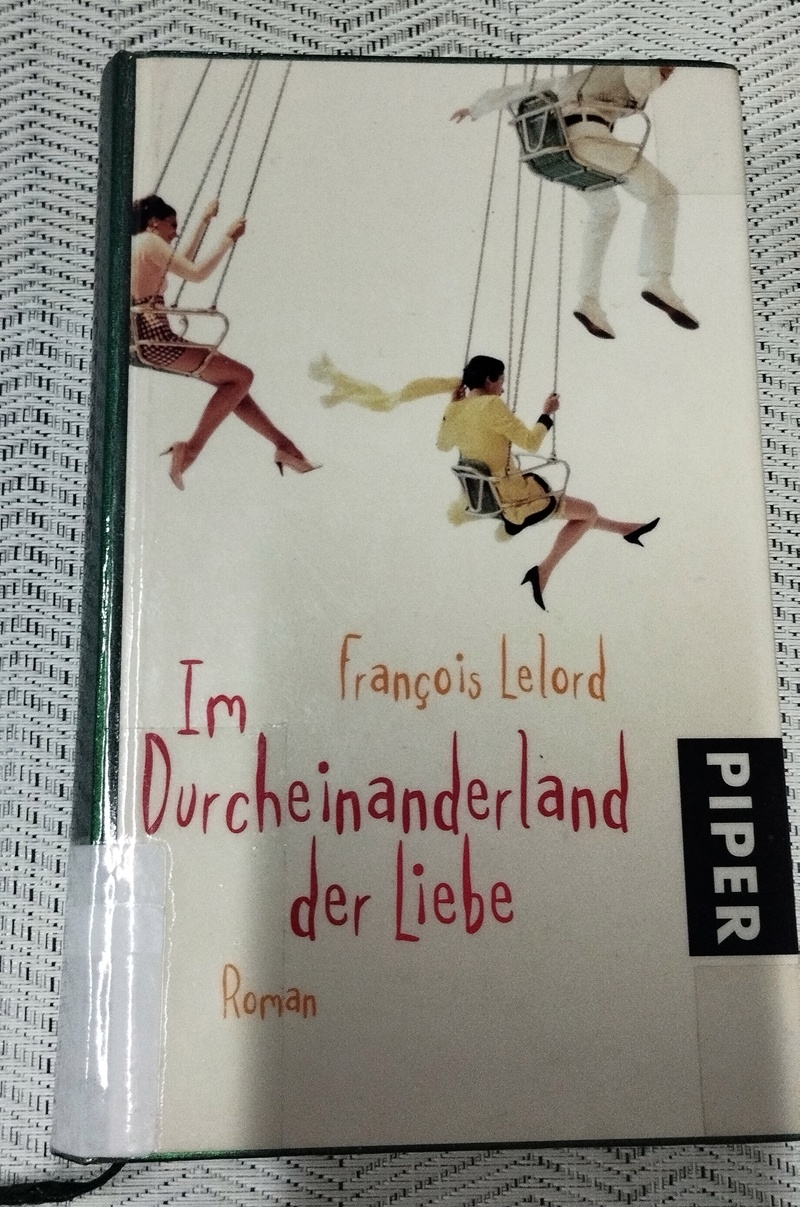 François Lelord
Im
Durcheinanderland
der Liebe
Roman
PIPER